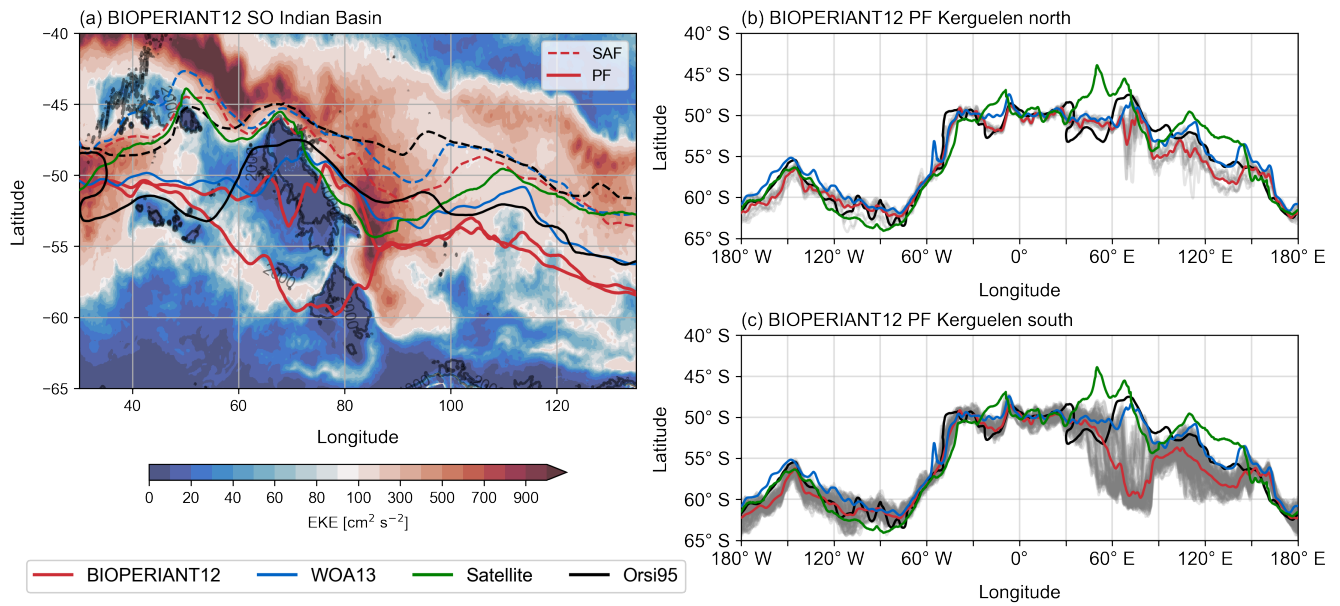 (a) BIOPERIANT12 SO Indian Basin
−40
−45
−50
−55
−60
−65
Latitude
40
60
80
100
120
Longitude
SAF
PF
2000
2000
0 20 40 60 80 100 300 500 700 900
EKE [cm² s⁻²]
(b) BIOPERIANT12 PF Kerguelen north
40° S
45° S
50° S
55° S
60° S
65° S
Latitude
180° W 120° W 60° W 0° 60° E 120° E 180° E
Longitude
(c) BIOPERIANT12 PF Kerguelen south
40° S
45° S
50° S
55° S
60° S
65° S
Latitude
180° W 120° W 60° W 0° 60° E 120° E 180° E
Longitude
BIOPERIANT12 WOA13 Satellite Orsi95